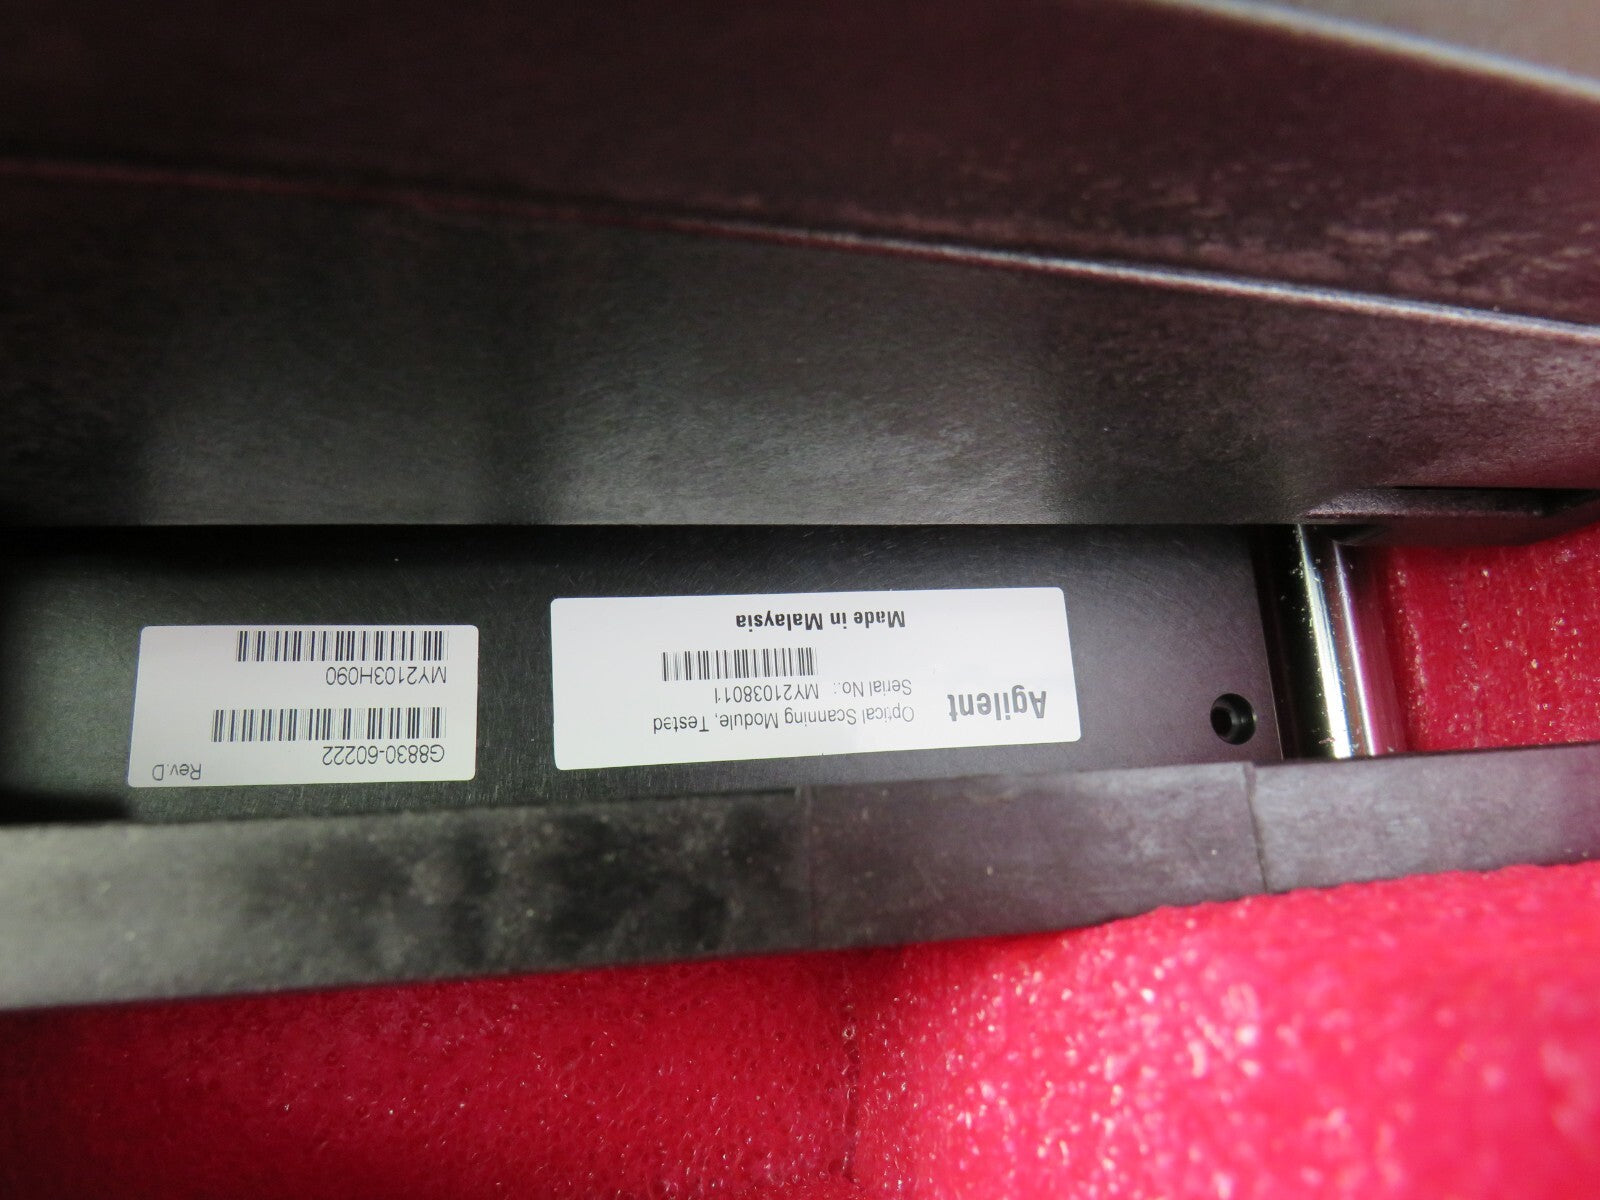 Agilent
Optical Scanning Module, Tested
Serial No.: MY21038011
Made in Malaysia
Rev.D
G8830-60222
MY2103H090